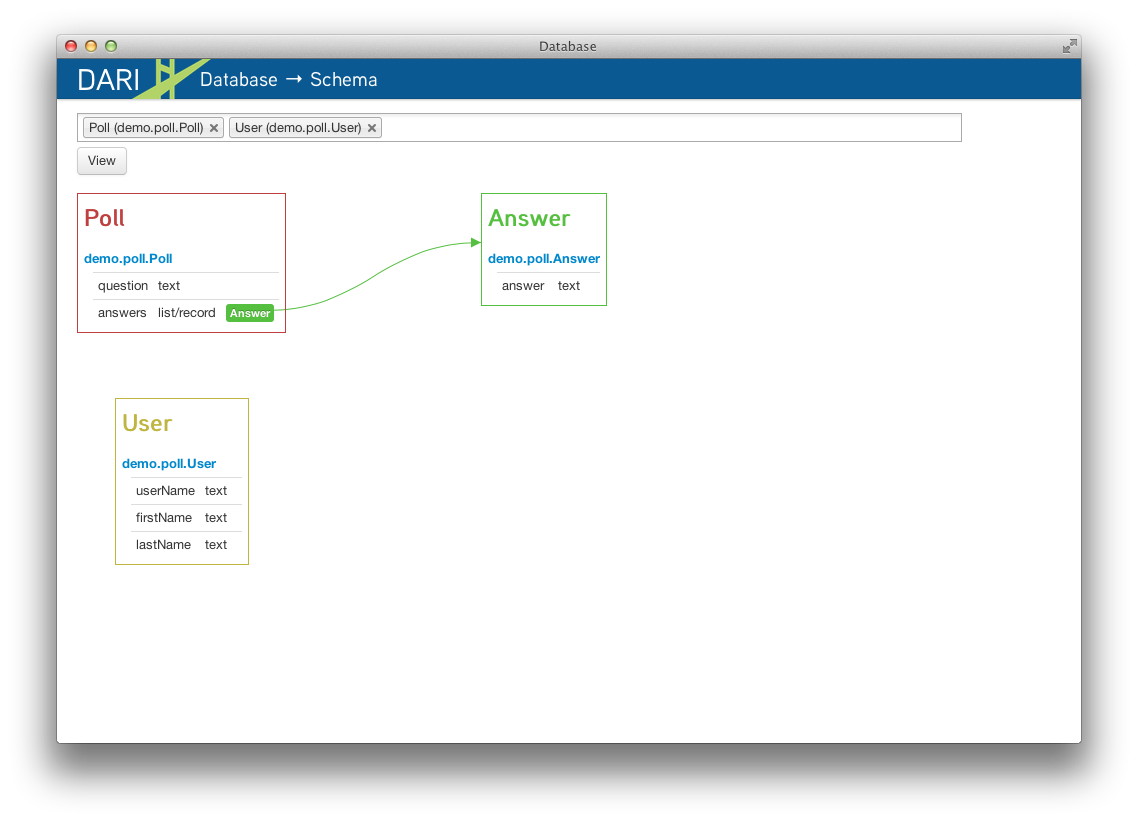 Database
DARI Database → Schema
Poll (demo.poll.Poll) × User (demo.poll.User) ×
View
Poll
demo.poll.Poll
question text
answers list/record Answer
Answer
demo.poll.Answer
answer text
User
demo.poll.User
userName text
firstName text
lastName text